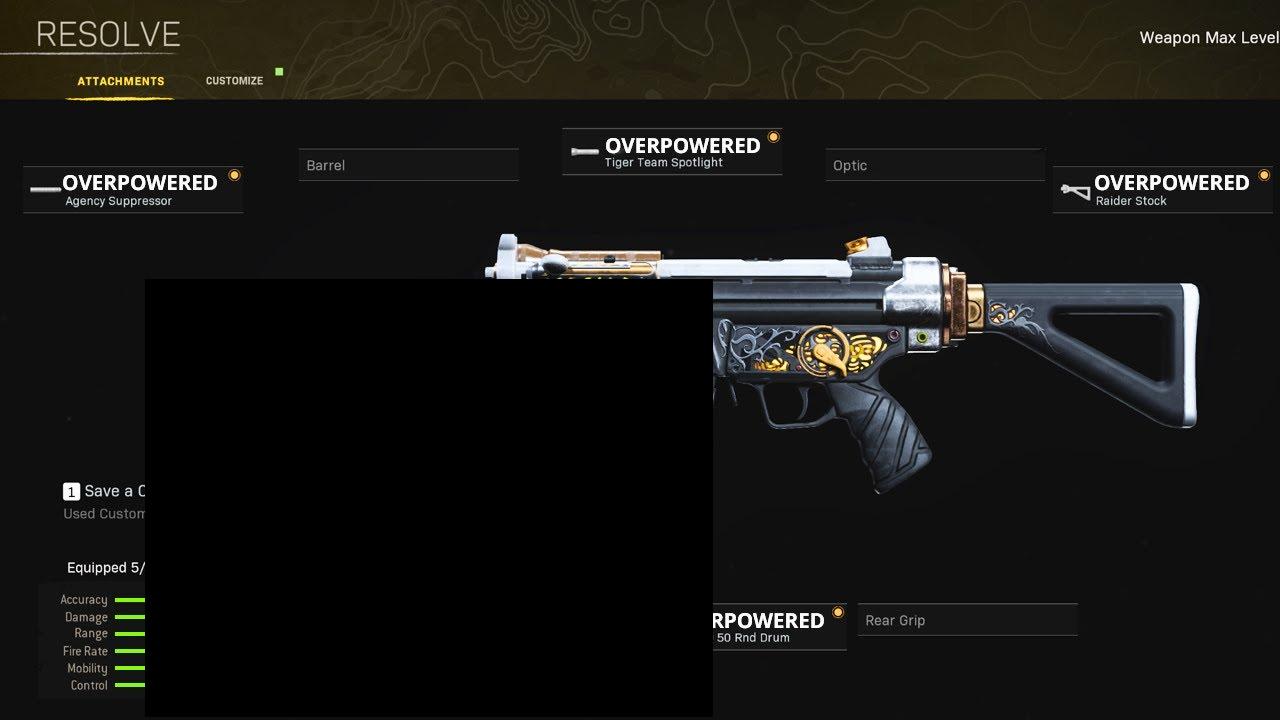 RESOLVE
Weapon Max Level
ATTACHMENTS
CUSTOMIZE
OVERPOWERED
Tiger Team Spotlight
Barrel
Optic
OVERPOWERED
Agency Suppressor
OVERPOWERED
Raider Stock
1 Save a
Used Custom
Equipped 5/
Accuracy
Damage
Range
Fire Rate
Mobility
Control
RPOWERED
50 Rnd Drum
Rear Grip